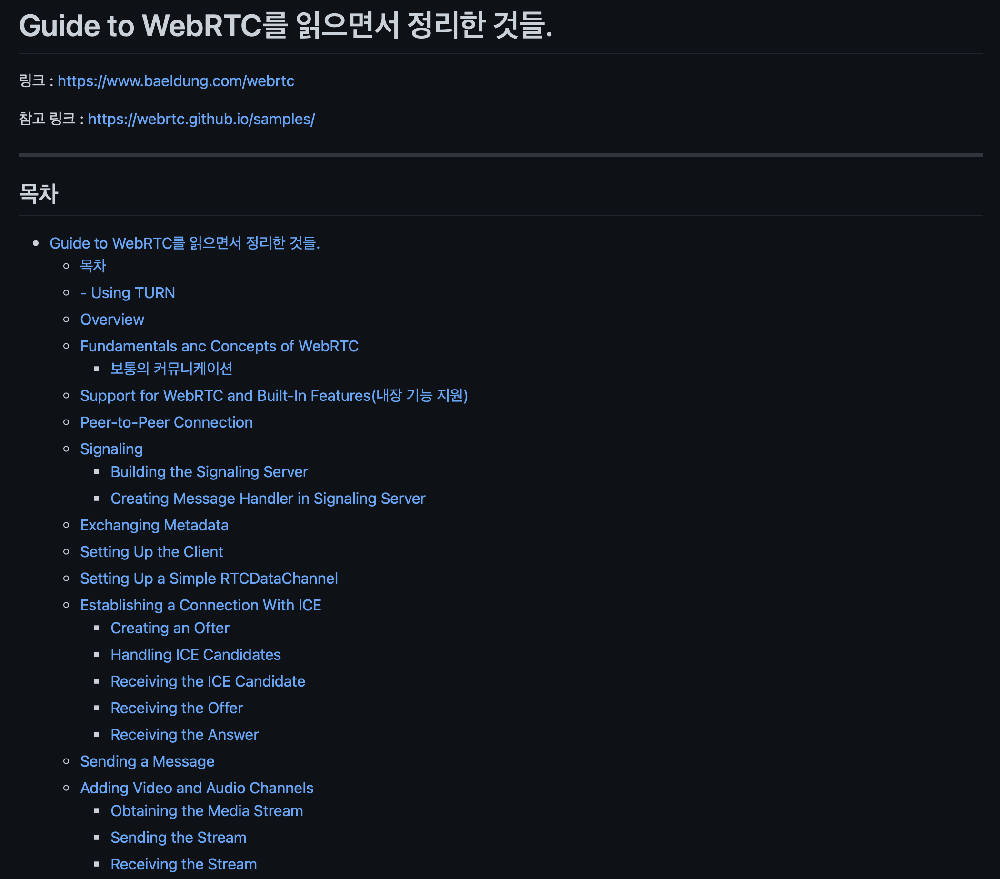 Guide to WebRTC를 읽으면서 정리한 것들.
링크 : https://www.baeldung.com/webrtc
참고 링크 : https://webrtc.github.io/samples/
목차
Guide to WebRTC를 읽으면서 정리한 것들.
목차
- Using TURN
Overview
Fundamentals anc Concepts of WebRTC
보통의 커뮤니케이션
Support for WebRTC and Built-In Features(내장 기능 지원)
Peer-to-Peer Connection
Signaling
Building the Signaling Server
Creating Message Handler in Signaling Server
Exchanging Metadata
Setting Up the Client
Setting Up a Simple RTCDataChannel
Establishing a Connection With ICE
Creating an Ofter
Handling ICE Candidates
Receiving the ICE Candidate
Receiving the Offer
Receiving the Answer
Sending a Message
Adding Video and Audio Channels
Obtaining the Media Stream
Sending the Stream
Receiving the Stream